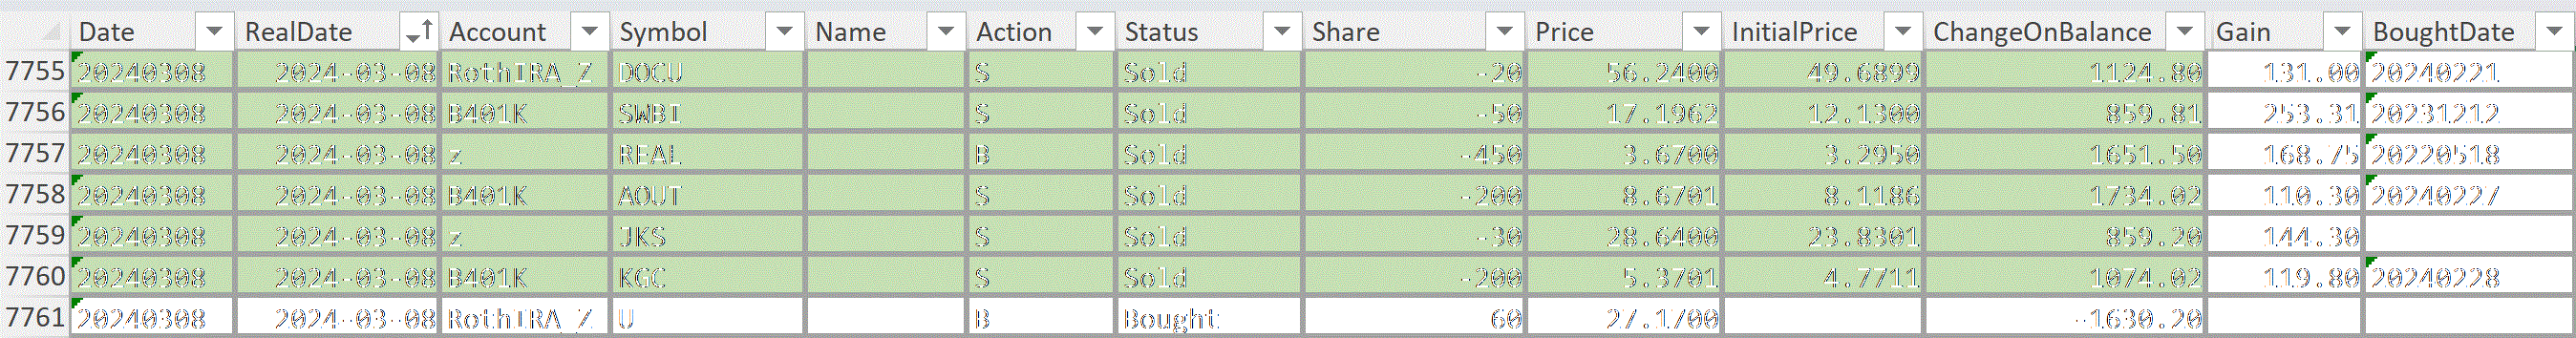 Date RealDate Account Symbol Name Action Status Share Price InitialPrice ChangeOnBalance Gain BoughtDate
7755 20240308 2024-03-08 RothIRA_Z DOCU S Sold -20 56.2400 49.6899 1124.80 131.00 20240221
7756 20240308 2024-03-08 B401K SWBI S Sold -50 17.1962 12.1300 859.81 253.31 20231212
7757 20240308 2024-03-08 z REAL B Sold -450 3.6700 3.2950 1651.50 168.75 20220518
7758 20240308 2024-03-08 B401K AOUT S Sold -200 8.6701 8.1186 1734.02 110.30 20240227
7759 20240308 2024-03-08 z JKS S Sold -30 28.6400 23.8301 859.20 144.30
7760 20240308 2024-03-08 B401K KGC S Sold -200 5.3701 4.7711 1074.02 119.80 20240228
7761 20240308 2024-03-08 RothIRA_Z U B Bought 60 27.1700 -1630.20